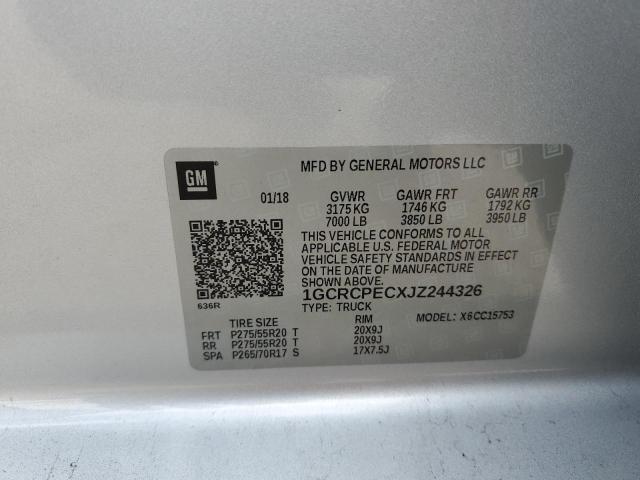 GM
MFD BY GENERAL MOTORS LLC
01/18 GVWR GAWR FRT GAWR RR
3175 KG 1746 KG 1792 KG
7000 LB 3850 LB 3950 LB
THIS VEHICLE CONFORMS TO ALL
APPLICABLE U.S. FEDERAL MOTOR
VEHICLE SAFETY STANDARDS IN EFFECT
ON THE DATE OF MANUFACTURE
SHOWN ABOVE.
1GCRCPECXJZ244326
636R
TYPE: TRUCK
MODEL: X6CC15753
TIRE SIZE RIM
FRT P275/55R20 T 20X9J
RR P275/55R20 T 20X9J
SPA P265/70R17 S 17X7.5J